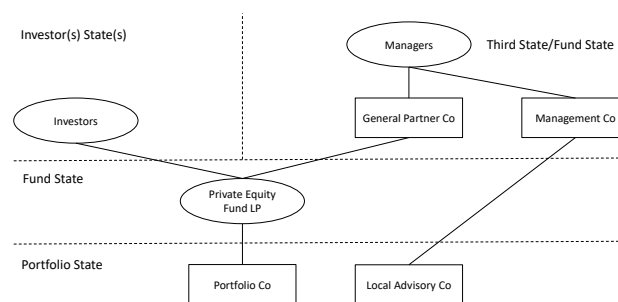 Investor(s) State(s)
Managers
Third State/Fund State
Investors
General Partner Co
Management Co
Fund State
Private Equity
Fund LP
Portfolio State
Portfolio Co
Local Advisory Co